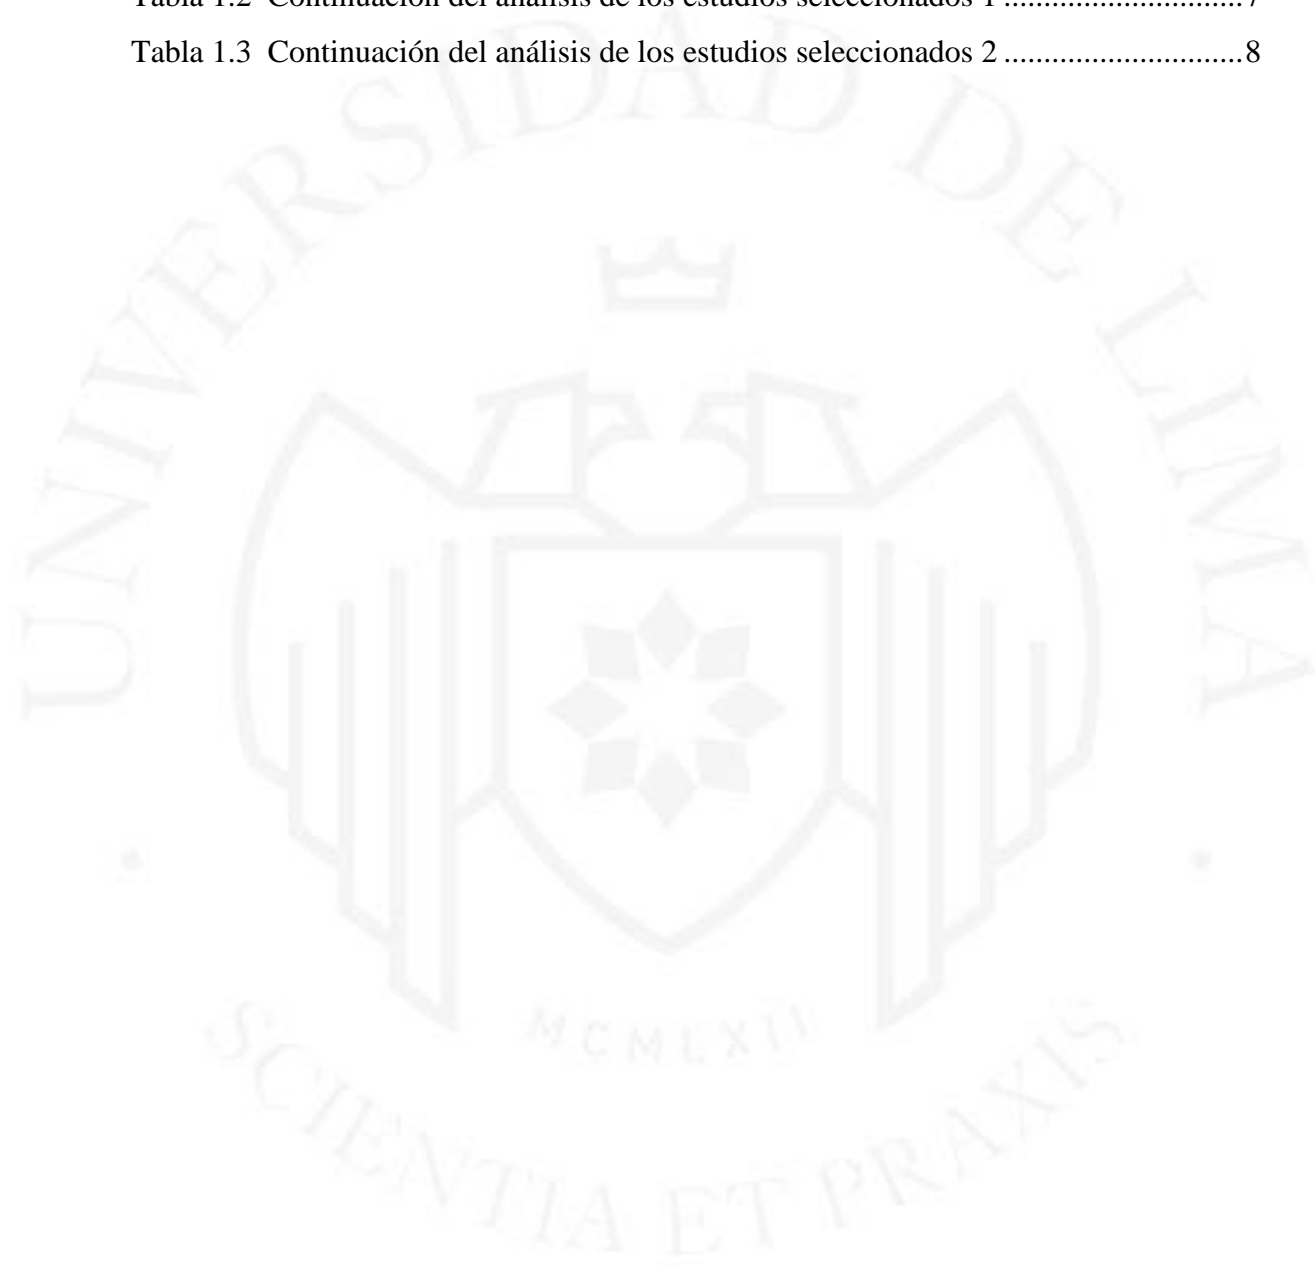 Tabla 1.2 Continuación del análisis de los estudios seleccionados 1 ..............................7
Tabla 1.3 Continuación del análisis de los estudios seleccionados 2 ..............................8
UNIVERSIDAD DE LIMA
MCMLXII
SCIENTIA ET PRAXIS